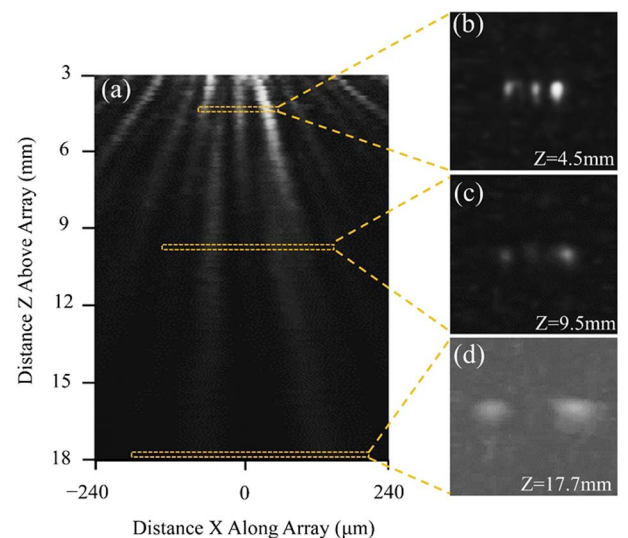 (a)
3
6
9
12
15
18
Distance Z Above Array (mm)
−240
0
240
Distance X Along Array (μm)
(b)
Z=4.5mm
(c)
Z=9.5mm
(d)
Z=17.7mm